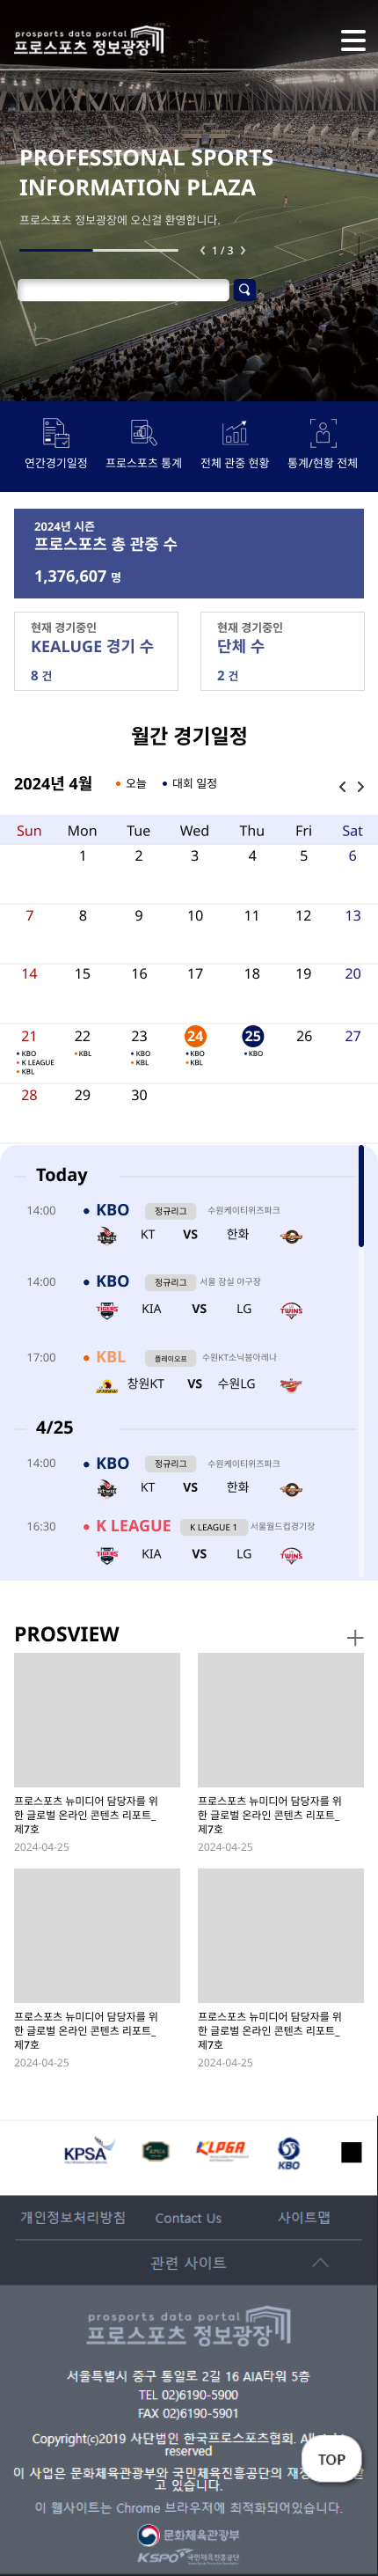 prosports data portal
프로스포츠 정보광장
PROFESSIONAL SPORTS
INFORMATION PLAZA
프로스포츠 정보광장에 오신걸 환영합니다.
1 / 3
연간경기일정 프로스포츠 통계 전체 관중 현황 통계/현황 전체
2024년 시즌
프로스포츠 총 관중 수
1,376,607 명
현재 경기중인
KEALUGE 경기 수
8 건
현재 경기중인
단체 수
2 건
월간 경기일정
2024년 4월 오늘 대회 일정
Sun Mon Tue Wed Thu Fri Sat
1 2 3 4 5 6
7 8 9 10 11 12 13
14 15 16 17 18 19 20
21 22 23 24 25 26 27
KBO KBL KBO KBO KBO
K LEAGUE KBL KBL
KBL
28 29 30
Today
14:00 KBO 정규리그 수원케이티위즈파크
KT VS 한화
14:00 KBO 정규리그 서울 잠실 야구장
TIGERS KIA VS LG TWINS
17:00 KBL 플레이오프 수원KT소닉붐아레나
창원KT VS 수원LG
4/25
14:00 KBO 정규리그 수원케이티위즈파크
KT VS 한화
16:30 K LEAGUE K LEAGUE 1 서울월드컵경기장
TIGERS KIA VS LG TWINS
PROSVIEW
프로스포츠 뉴미디어 담당자를 위
한 글로벌 온라인 콘텐츠 리포트_
제7호
2024-04-25
프로스포츠 뉴미디어 담당자를 위
한 글로벌 온라인 콘텐츠 리포트_
제7호
2024-04-25
프로스포츠 뉴미디어 담당자를 위
한 글로벌 온라인 콘텐츠 리포트_
제7호
2024-04-25
프로스포츠 뉴미디어 담당자를 위
한 글로벌 온라인 콘텐츠 리포트_
제7호
2024-04-25
KPSA KLPGA KBO
개인정보처리방침 Contact Us 사이트맵
관련 사이트
prosports data portal
프로스포츠 정보광장
서울특별시 중구 통일로 2길 16 AIA타워 5층
TEL 02)6190-5900
FAX 02)6190-5901
Copyright(c)2019 사단법인 한국프로스포츠협회. All
reserved
TOP
이 사업은 문화체육관광부와 국민체육진흥공단의
고 있습니다.
이 웹사이트는 Chrome 브라우저에 최적화되어있습니다.
문화체육관광부
KSPO 국민체육진흥공단